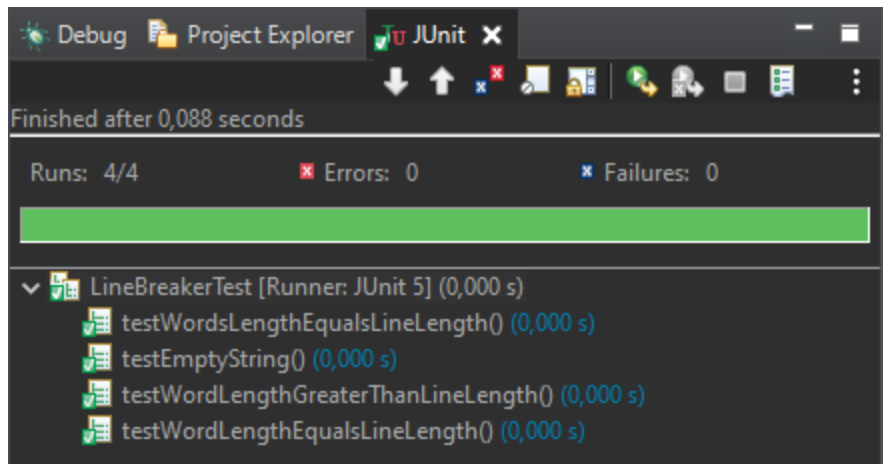 Debug Project Explorer JUnit
Finished after 0,088 seconds
Runs: 4/4 Errors: 0 Failures: 0
LineBreakerTest [Runner: JUnit 5] (0,000 s)
testWordsLengthEqualsLineLength() (0,000 s)
testEmptyString() (0,000 s)
testWordLengthGreaterThanLineLength() (0,000 s)
testWordLengthEqualsLineLength() (0,000 s)